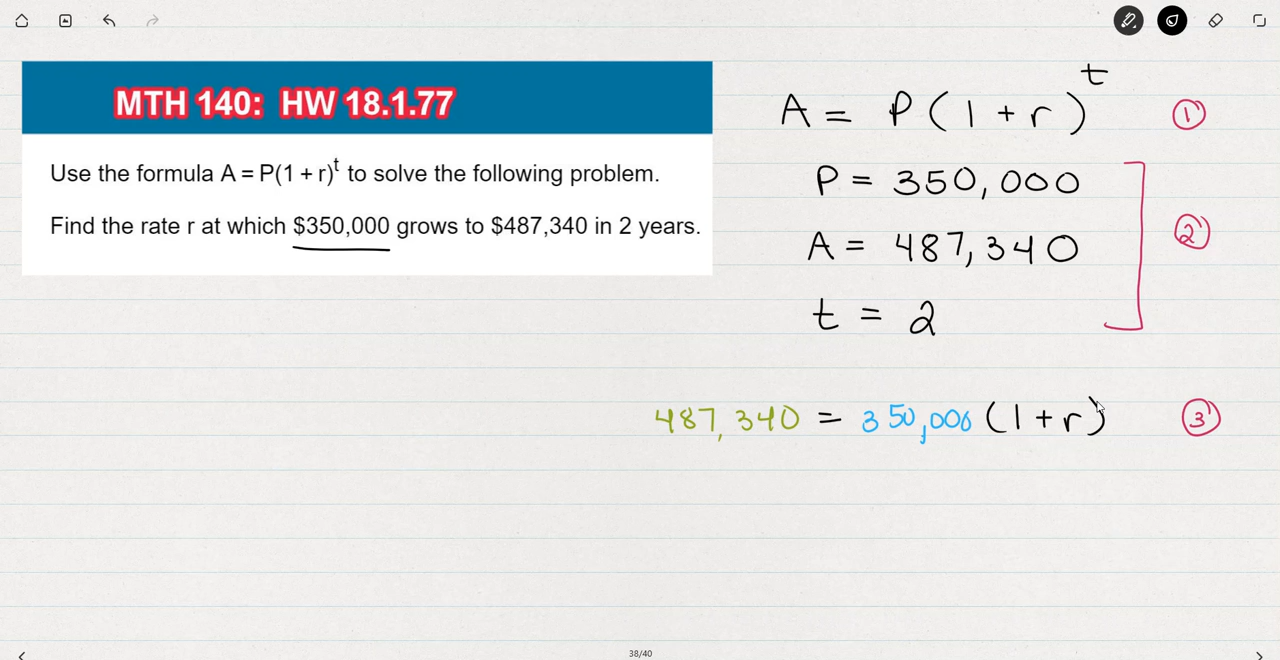 MTH 140: HW 18.1.77
Use the formula A = P(1 + r)^t to solve the following problem.
Find the rate r at which $350,000 grows to $487,340 in 2 years.
A = P(1 + r)^t ①
P = 350,000
A = 487,340 ②
t = 2
487,340 = 350,000 (1 + r) ③
38/40